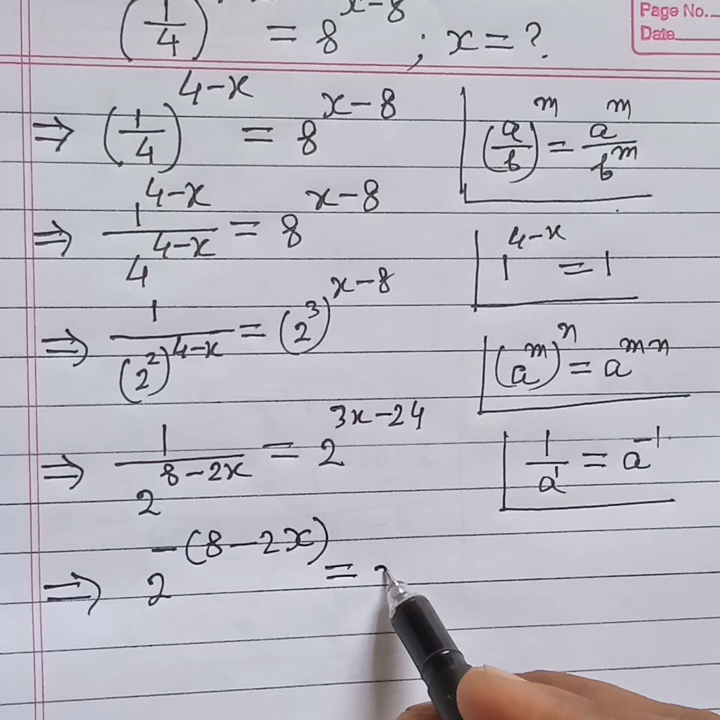 Page No.
Date
(1/4) = 8^(x-8) ; x = ?
⇒ (1/4)^(4-x) = 8^(x-8)
(a/b)^m = a^m/b^m
⇒ 1^(4-x)/4^(4-x) = 8^(x-8)
1^(4-x) = 1
⇒ 1/(2^2)^(4-x) = (2^3)^(x-8)
(a^m)^n = a^(mn)
⇒ 1/2^(8-2x) = 2^(3x-24)
1/a^1 = a^(-1)
⇒ 2^(-(8-2x)) =